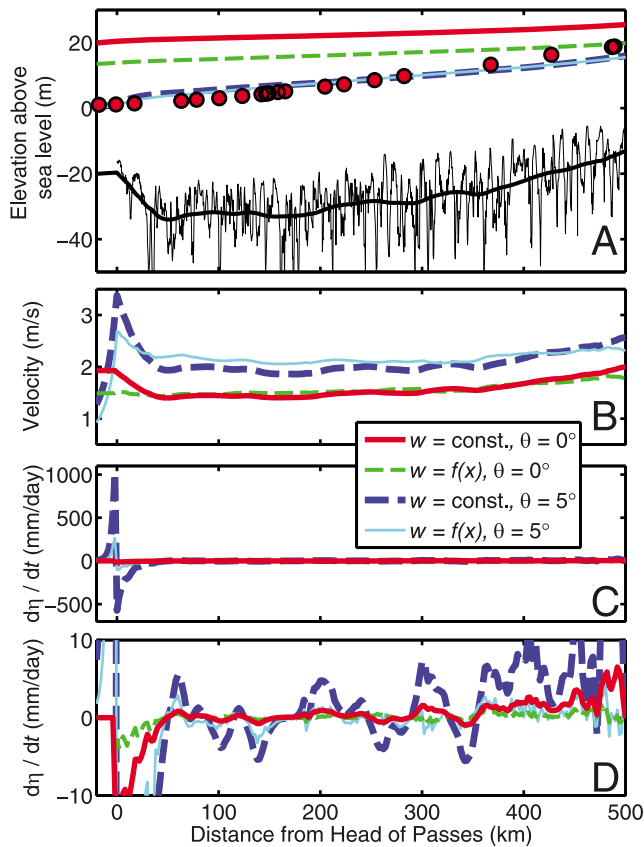 Elevation above
sea level (m)
20
0
−20
−40
A
Velocity (m/s)
3
2
1
B
w = const., θ = 0°
w = f(x), θ = 0°
w = const., θ = 5°
w = f(x), θ = 5°
dη / dt (mm/day)
1000
500
0
-500
C
dη / dt (mm/day)
10
0
-10
D
0
100
200
300
400
500
Distance from Head of Passes (km)